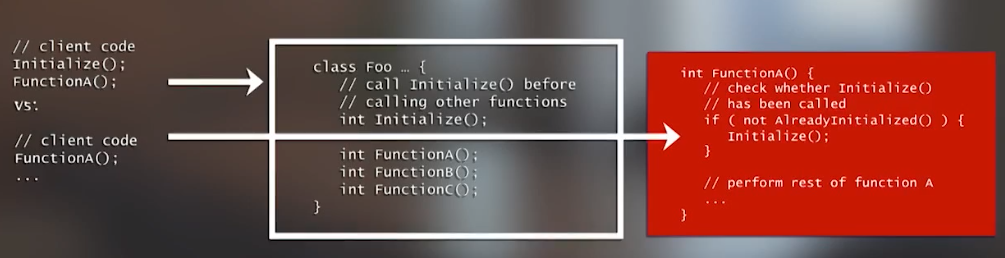 // client code
Initialize();
FunctionA();
vs.
// client code
FunctionA();
...
class Foo … {
// call Initialize() before
// calling other functions
int Initialize();
int FunctionA();
int FunctionB();
int FunctionC();
}
int FunctionA() {
// check whether Initialize()
// has been called
if ( not AlreadyInitialized() ) {
Initialize();
}
// perform rest of function A
...
}